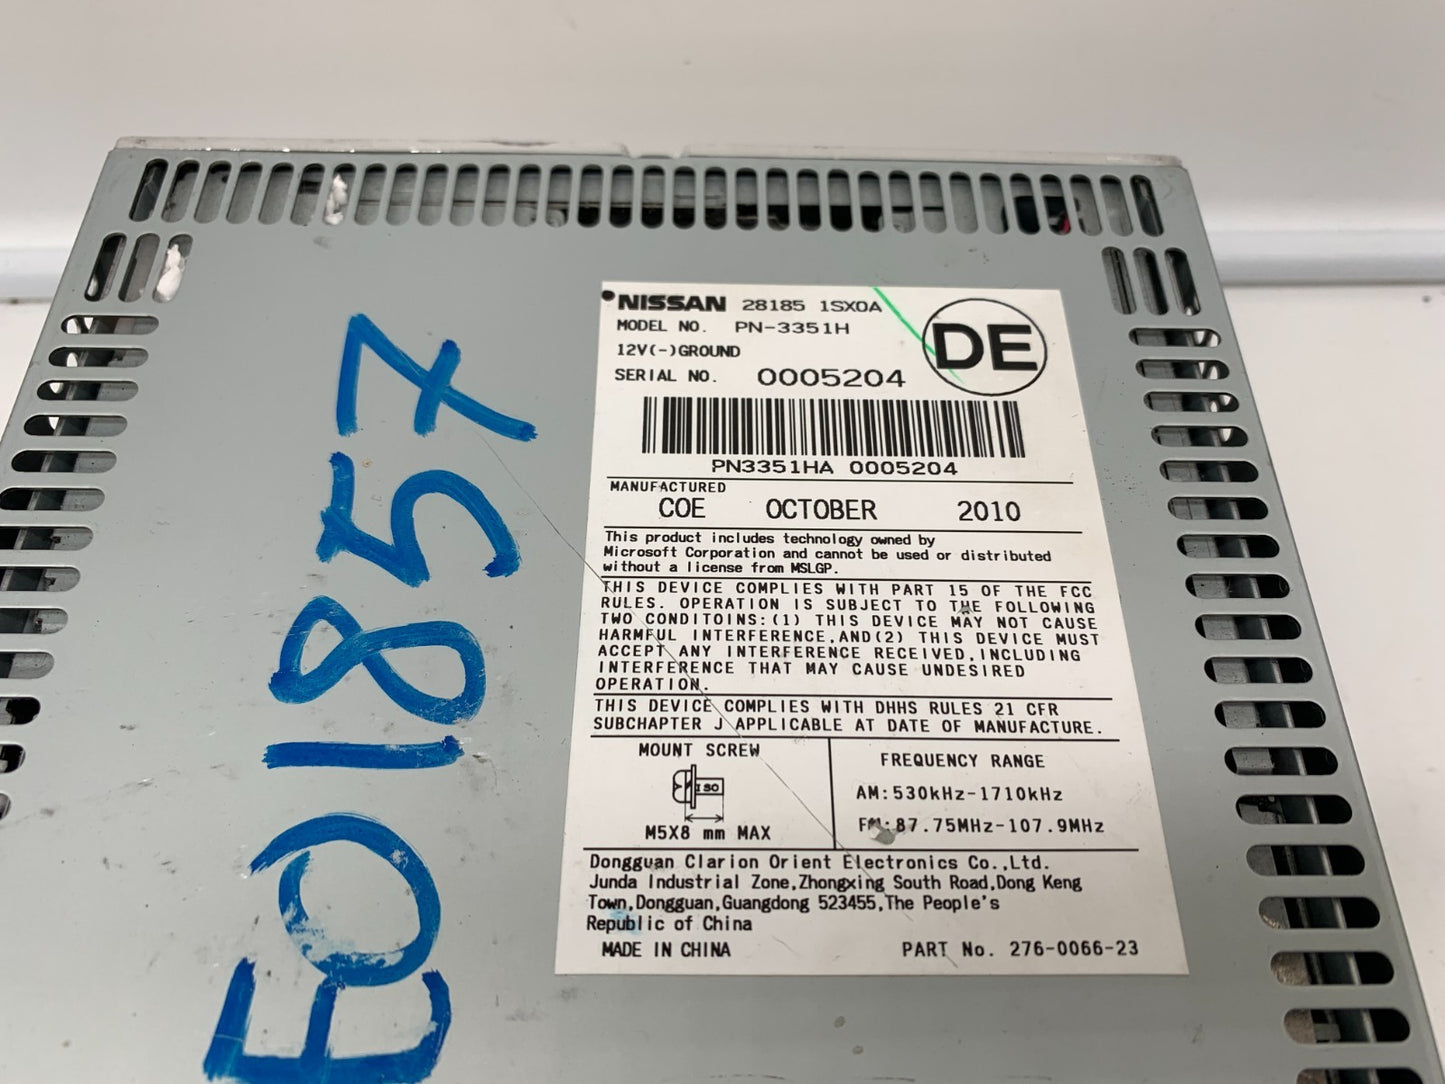 NISSAN 28185 1SX0A
MODEL NO. PN-3351H
12V(-)GROUND
SERIAL NO. 0005204
DE
PN3351HA 0005204
MANUFACTURED
COE OCTOBER 2010
This product includes technology owned by
Microsoft Corporation and cannot be used or distributed
without a license from MSLGP.
THIS DEVICE COMPLIES WITH PART 15 OF THE FCC
RULES. OPERATION IS SUBJECT TO THE FOLLOWING
TWO CONDITOINS:(1) THIS DEVICE MAY NOT CAUSE
HARMFUL INTERFERENCE,AND(2) THIS DEVICE MUST
ACCEPT ANY INTERFERENCE RECEIVED,INCLUDING
INTERFERENCE THAT MAY CAUSE UNDESIRED
OPERATION.
THIS DEVICE COMPLIES WITH DHHS RULES 21 CFR
SUBCHAPTER J APPLICABLE AT DATE OF MANUFACTURE.
MOUNT SCREW
ISO
M5X8 mm MAX
FREQUENCY RANGE
AM:530kHz-1710kHz
FM:87.75MHz-107.9MHz
Dongguan Clarion Orient Electronics Co.,Ltd.
Junda Industrial Zone,Zhongxing South Road,Dong Keng
Town,Dongguan,Guangdong 523455,The People's
Republic of China
MADE IN CHINA PART No. 276-0066-23
E01857